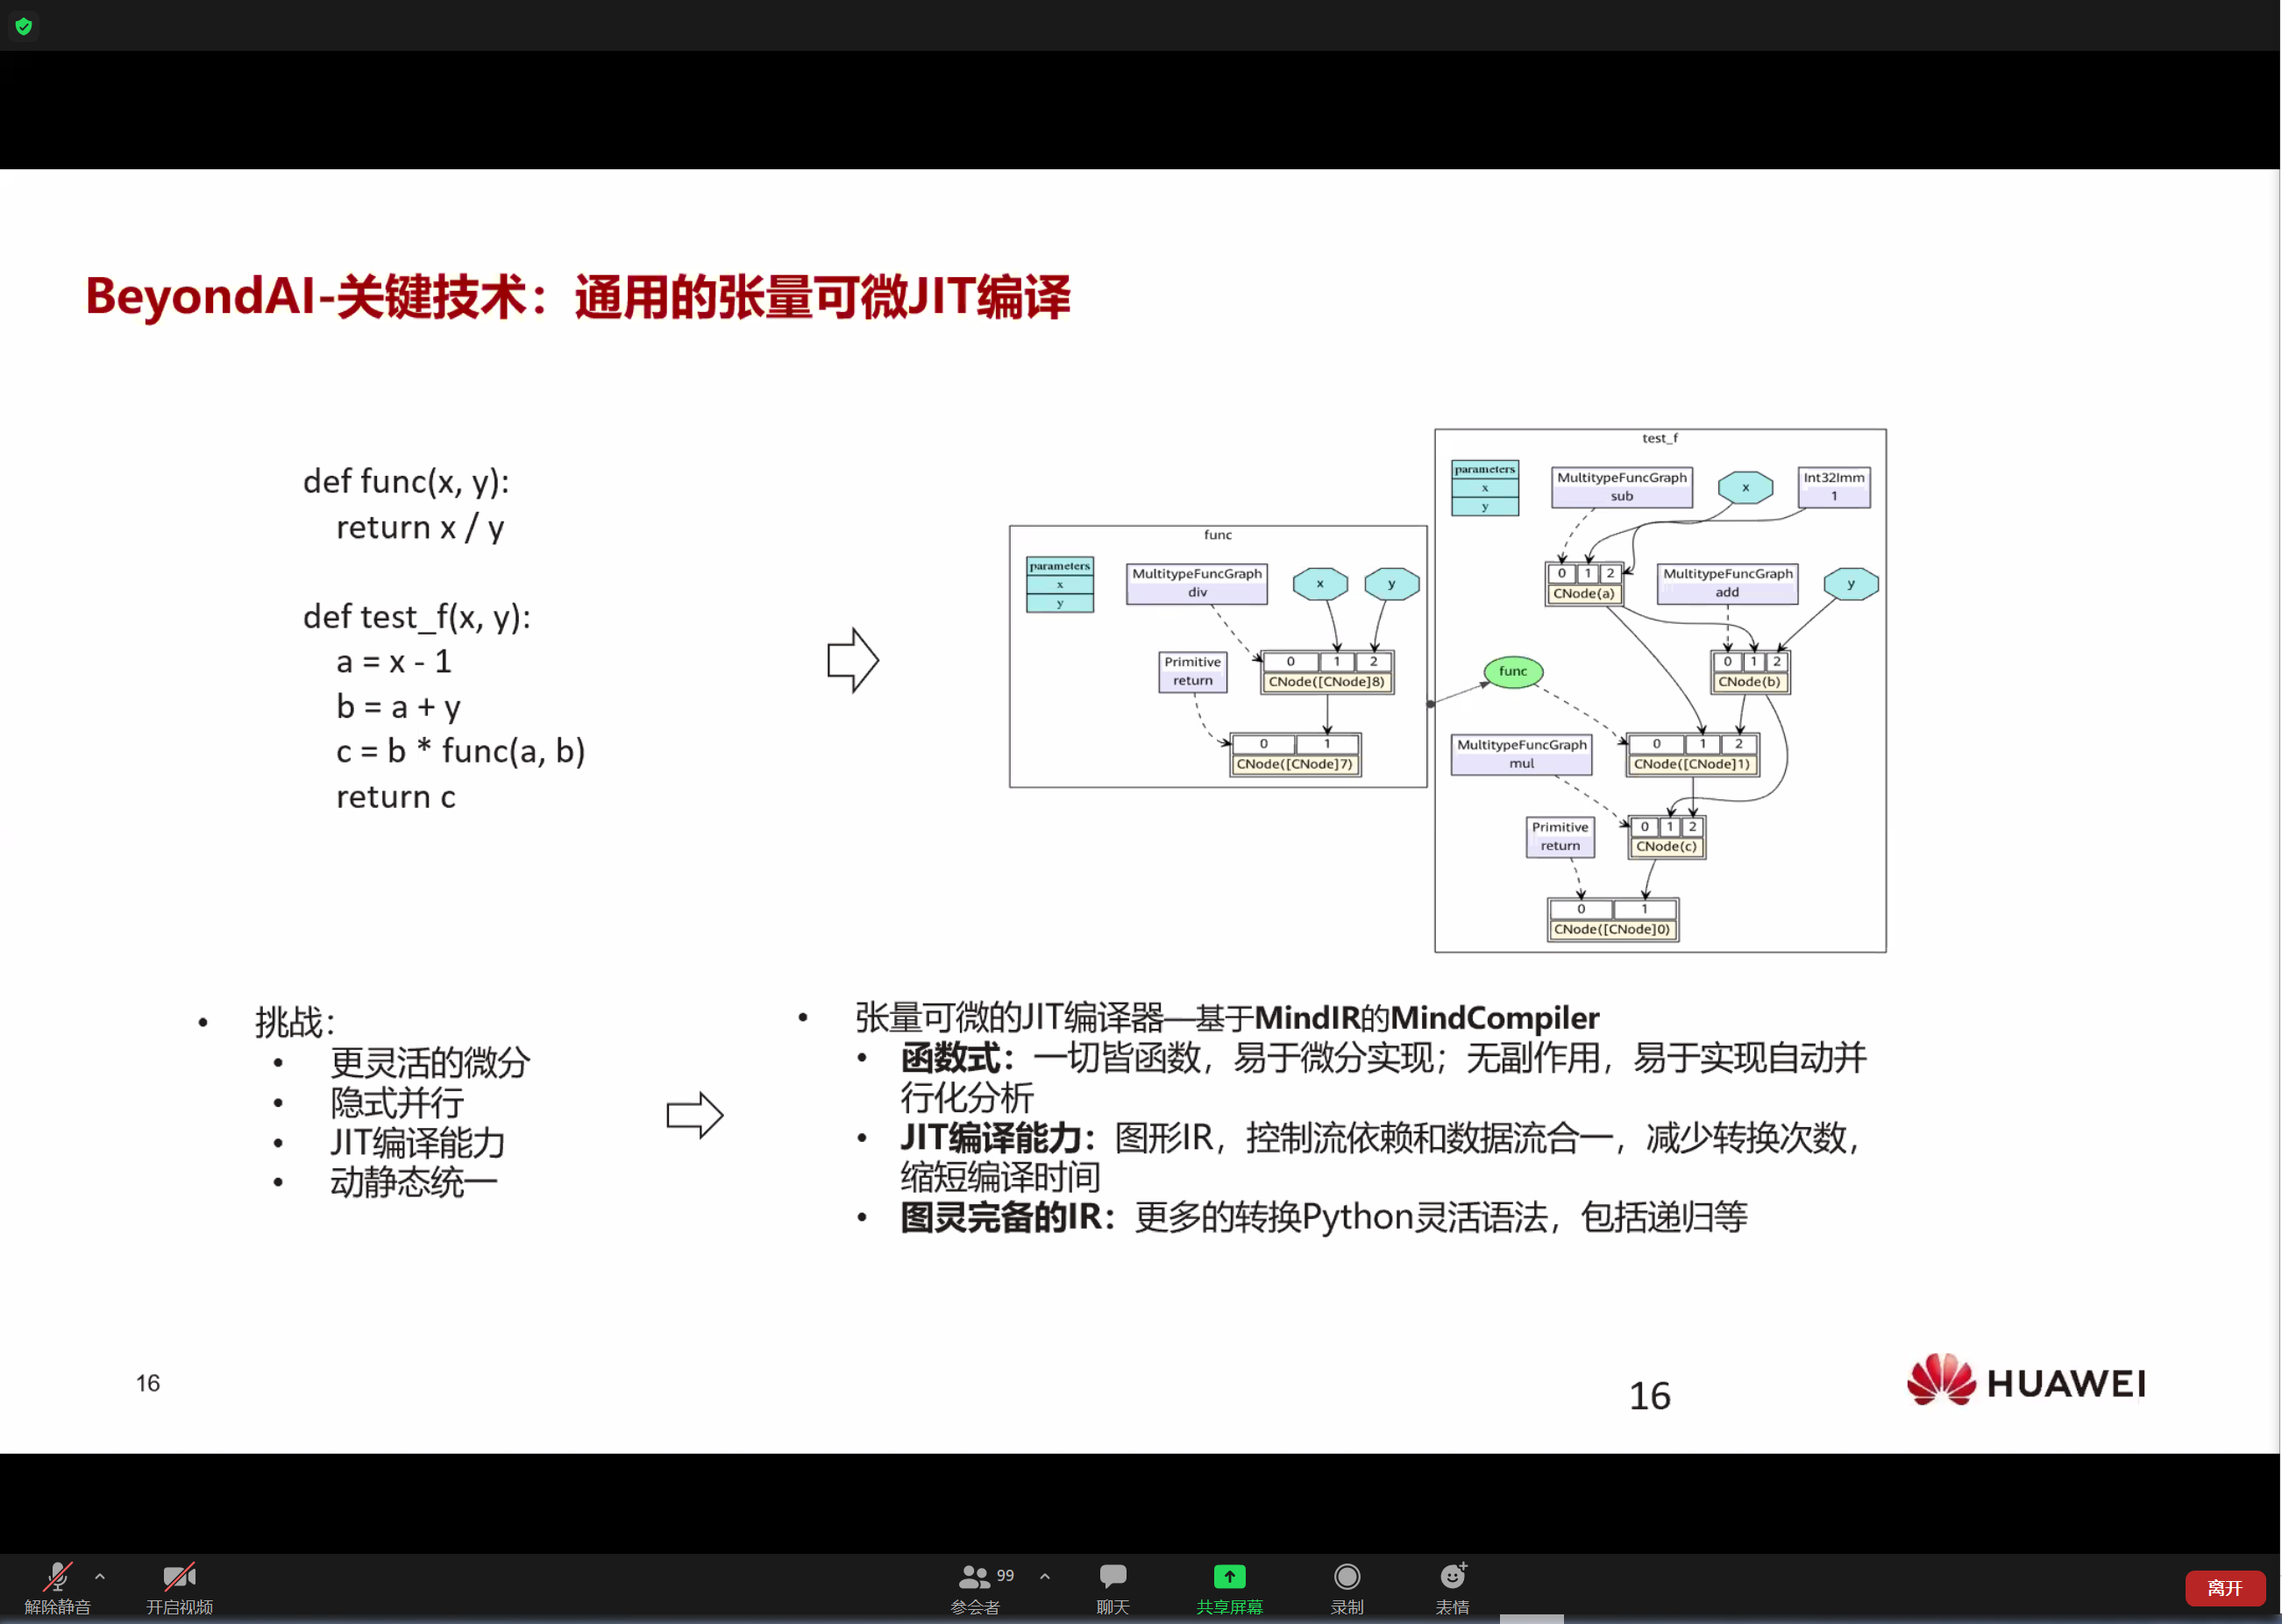 BeyondAI-关键技术：通用的张量可微JIT编译
def func(x, y):
return x / y
def test_f(x, y):
a = x - 1
b = a + y
c = b * func(a, b)
return c
func
parameters
x
y
MultitypeFuncGraph
div
x
y
Primitive
return
0 1 2
CNode([CNode]8)
0 1
CNode([CNode]7)
test_f
parameters
x
y
MultitypeFuncGraph
sub
x
Int32Imm
1
0 1 2
CNode(a)
MultitypeFuncGraph
add
y
0 1 2
CNode(b)
func
MultitypeFuncGraph
mul
0 1 2
CNode([CNode]1)
Primitive
return
0 1 2
CNode(c)
0 1
CNode([CNode]0)
• 挑战：
• 更灵活的微分
• 隐式并行
• JIT编译能力
• 动静态统一
• 张量可微的JIT编译器—基于MindIR的MindCompiler
• 函数式：一切皆函数，易于微分实现；无副作用，易于实现自动并
行化分析
• JIT编译能力：图形IR，控制流依赖和数据流合一，减少转换次数，
缩短编译时间
• 图灵完备的IR：更多的转换Python灵活语法，包括递归等
16
16
HUAWEI
解除静音
开启视频
99
参会者
聊天
共享屏幕
录制
表情
离开